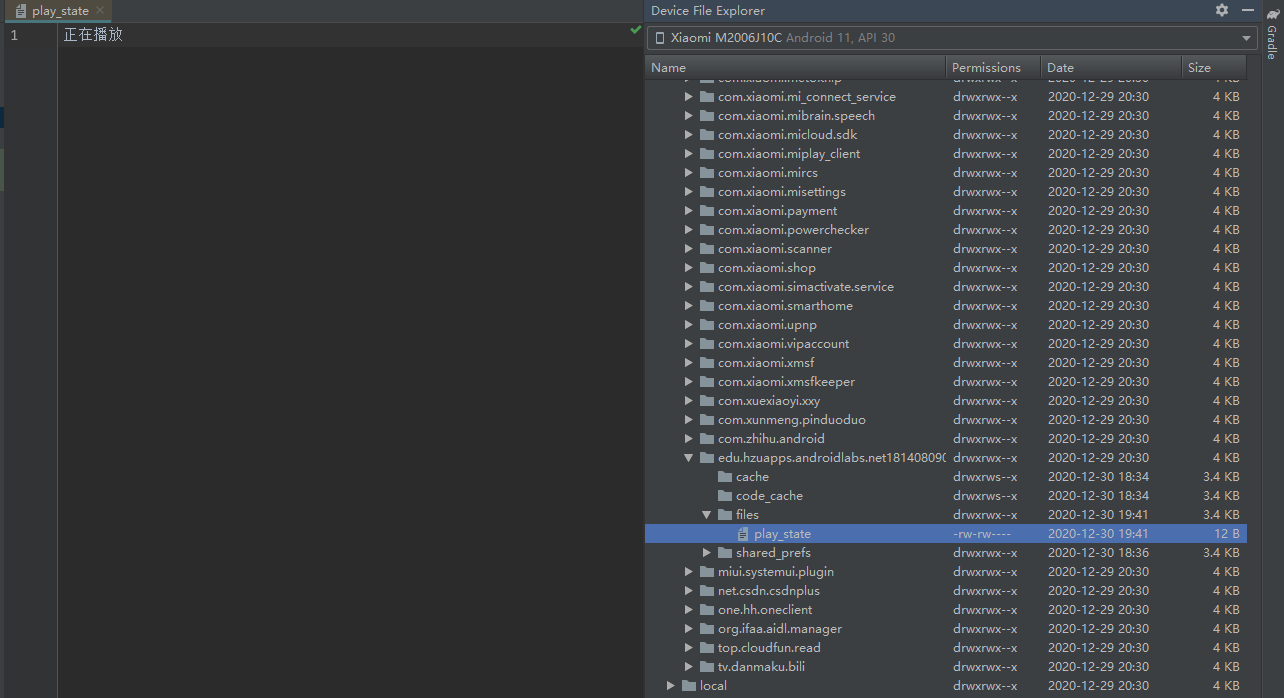 play_state
1
正在播放
Device File Explorer
Gradle
Xiaomi M2006J10C Android 11, API 30
Name Permissions Date Size
com.xiaomi.mi_connect_service drwxrwx--x 2020-12-29 20:30 4 KB
com.xiaomi.mibrain.speech drwxrwx--x 2020-12-29 20:30 4 KB
com.xiaomi.micloud.sdk drwxrwx--x 2020-12-29 20:30 4 KB
com.xiaomi.miplay_client drwxrwx--x 2020-12-29 20:30 4 KB
com.xiaomi.mircs drwxrwx--x 2020-12-29 20:30 4 KB
com.xiaomi.misettings drwxrwx--x 2020-12-29 20:30 4 KB
com.xiaomi.payment drwxrwx--x 2020-12-29 20:30 4 KB
com.xiaomi.powerchecker drwxrwx--x 2020-12-29 20:30 4 KB
com.xiaomi.scanner drwxrwx--x 2020-12-29 20:30 4 KB
com.xiaomi.shop drwxrwx--x 2020-12-29 20:30 4 KB
com.xiaomi.simactivate.service drwxrwx--x 2020-12-29 20:30 4 KB
com.xiaomi.smarthome drwxrwx--x 2020-12-29 20:30 4 KB
com.xiaomi.upnp drwxrwx--x 2020-12-29 20:30 4 KB
com.xiaomi.vipaccount drwxrwx--x 2020-12-29 20:30 4 KB
com.xiaomi.xmsf drwxrwx--x 2020-12-29 20:30 4 KB
com.xiaomi.xmsfkeeper drwxrwx--x 2020-12-29 20:30 4 KB
com.xuexiaoyi.xxy drwxrwx--x 2020-12-29 20:30 4 KB
com.xunmeng.pinduoduo drwxrwx--x 2020-12-29 20:30 4 KB
com.zhihu.android drwxrwx--x 2020-12-29 20:30 4 KB
edu.hzuapps.androidlabs.net181408090 drwxrwx--x 2020-12-29 20:30 4 KB
cache drwxrws--x 2020-12-30 18:34 3.4 KB
code_cache drwxrws--x 2020-12-30 18:34 3.4 KB
files drwxrwx--x 2020-12-30 19:41 3.4 KB
play_state -rw-rw---- 2020-12-30 19:41 12 B
shared_prefs drwxrwx--x 2020-12-30 18:36 3.4 KB
miui.systemui.plugin drwxrwx--x 2020-12-29 20:30 4 KB
net.csdn.csdnplus drwxrwx--x 2020-12-29 20:30 4 KB
one.hh.oneclient drwxrwx--x 2020-12-29 20:30 4 KB
org.ifaa.aidl.manager drwxrwx--x 2020-12-29 20:30 4 KB
top.cloudfun.read drwxrwx--x 2020-12-29 20:30 4 KB
tv.danmaku.bili drwxrwx--x 2020-12-29 20:30 4 KB
local drwxrwx--x 2020-12-29 20:30 4 KB